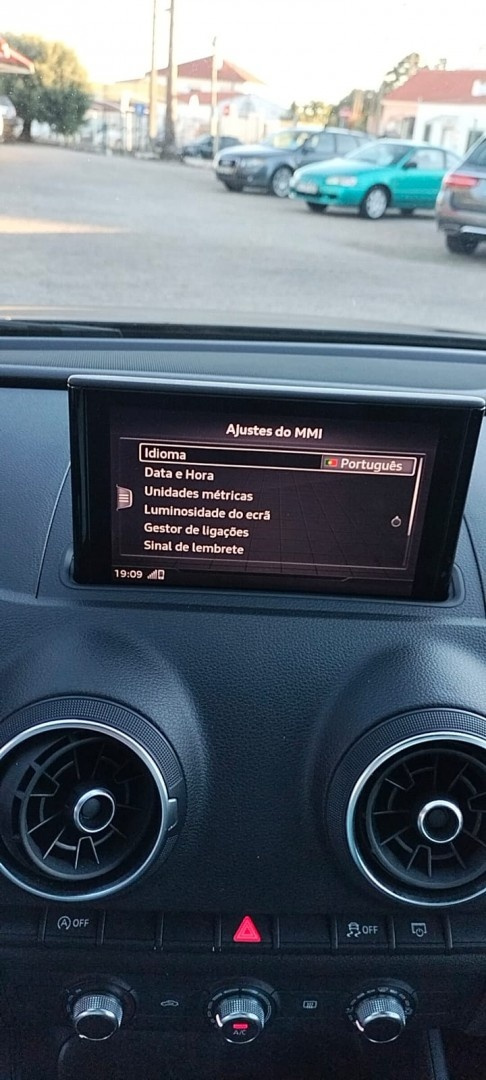 Ajustes do MMI
Idioma Português
Data e Hora
Unidades métricas
Luminosidade do ecrã
Gestor de ligações
Sinal de lembrete
19:09
A OFF
OFF
A/C